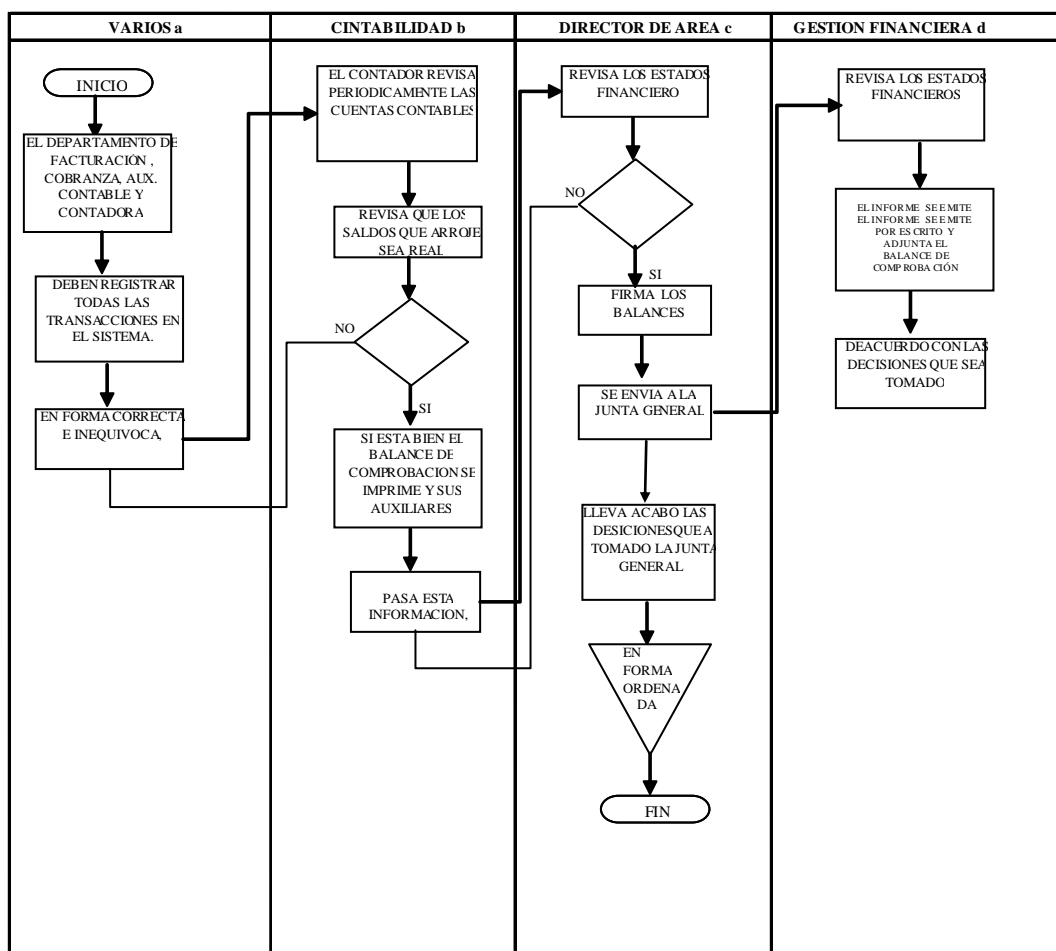 VARIOS a
CINTABILIDAD b
DIRECTOR DE AREA c
GESTION FINANCIERA d
INICIO
EL DEPARTAMENTO DE
FACTURACIÓN ,
COBRANZA, AUX.
CONTABLE Y
CONTADORA
DEBEN REGISTRAR
TODAS LAS
TRANSACCIONES EN
EL SISTEMA.
EN FORMA CORRECTA
E INEQUIVOCA,
EL CONTADOR REVISA
PERIODICAMENTE LAS
CUENTAS CONTABLES
REVISA QUE LOS
SALDOS QUE ARROJE
SEA REAL
NO
SI
SI ESTA BIEN EL
BALANCE DE
COMPROBACION SE
IMPRIME Y SUS
AUXILIARES
PASA ESTA
INFORMACION,
REVISA LOS ESTADOS
FINANCIERO
NO
SI
FIRMA LOS
BALANCES
SE ENVIA A LA
JUNTA GENERAL
LLEVA ACABO LAS
DESICIONES QUE A
TOMADO LA JUNTA
GENERAL
EN
FORMA
ORDENA
DA
FIN
REVISA LOS ESTADOS
FINANCIEROS
EL INFORME SE EMITE
EL INFORME SE EMITE
POR ESCRITO Y
ADJUNTA EL
BALANCE DE
COMPROBACIÓN
DEACUERDO CON LAS
DECISIONES QUE SEA
TOMADO